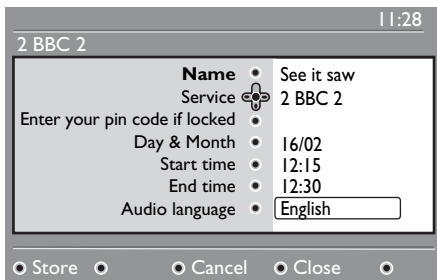 11:28
2 BBC 2
Name See it saw
Service 2 BBC 2
Enter your pin code if locked
Day & Month 16/02
Start time 12:15
End time 12:30
Audio language English
Store Cancel Close